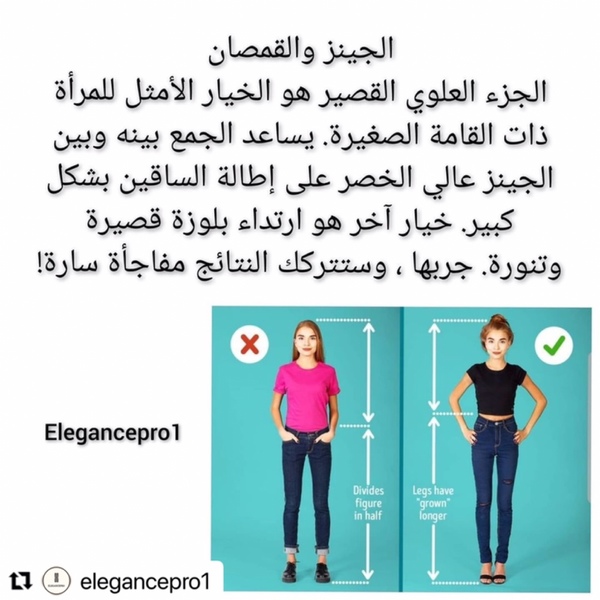 الجينز والقمصان
الجزء العلوي القصير هو الخيار الأمثل للمرأة
ذات القامة الصغيرة. يساعد الجمع بينه وبين
الجينز عالي الخصر على إطالة الساقين بشكل
كبير. خيار آخر هو ارتداء بلوزة قصيرة
وتنورة. جربها ، وستتركك النتائج مفاجأة سارة!
Elegancepro1
Divides
figure
in half
Legs have
"grown"
longer
elegancepro1